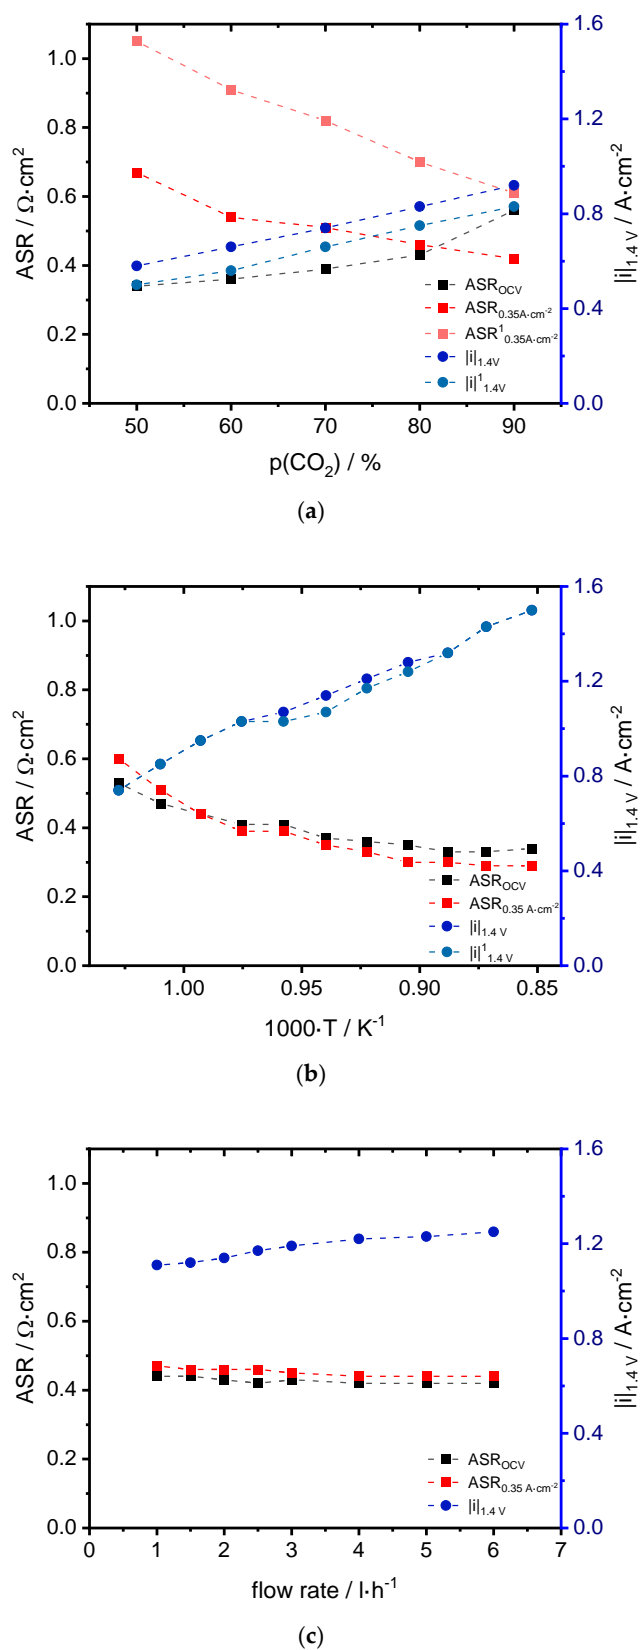 1.0
0.8
0.6
0.4
0.2
0.0
ASR / Ω·cm²
1.6
1.2
0.8
0.4
0.0
|i|1.4 V / A·cm⁻²
ASROCV
ASR0.35A·cm⁻²
ASR¹0.35A·cm⁻²
|i|1.4V
|i|¹1.4V
50 60 70 80 90
p(CO₂) / %
(a)
1.0
0.8
0.6
0.4
0.2
0.0
ASR / Ω·cm²
1.6
1.2
0.8
0.4
0.0
|i|1.4 V / A·cm⁻²
ASROCV
ASR0.35 A·cm⁻²
|i|1.4 V
|i|¹1.4 V
1.00 0.95 0.90 0.85
1000·T / K⁻¹
(b)
1.0
0.8
0.6
0.4
0.2
0.0
ASR / Ω·cm²
1.6
1.2
0.8
0.4
0.0
|i|1.4 V / A·cm⁻²
ASROCV
ASR0.35 A·cm⁻²
|i|1.4 V
0 1 2 3 4 5 6 7
flow rate / l·h⁻¹
(c)